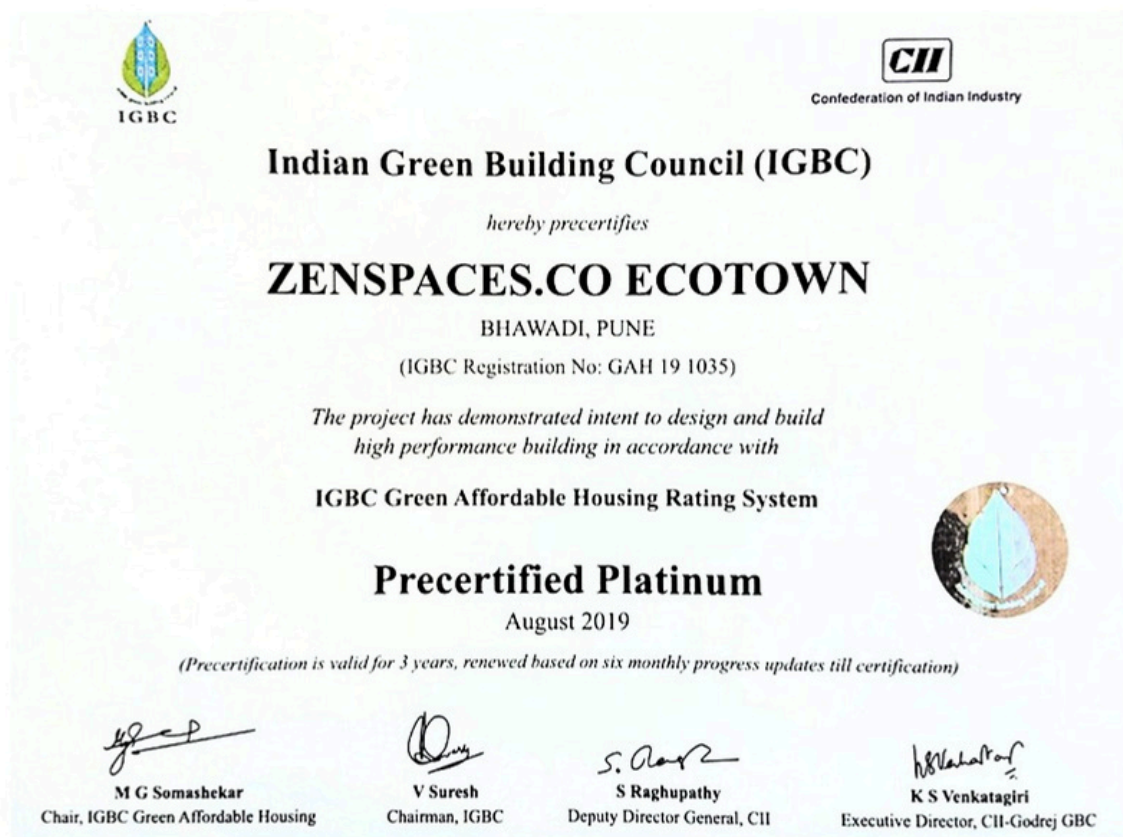 IGBC
CII
Confederation of Indian Industry
Indian Green Building Council (IGBC)
hereby precertifies
ZENSPACES.CO ECOTOWN
BHAWADI, PUNE
(IGBC Registration No: GAH 19 1035)
The project has demonstrated intent to design and build
high performance building in accordance with
IGBC Green Affordable Housing Rating System
Precertified Platinum
August 2019
(Precertification is valid for 3 years, renewed based on six monthly progress updates till certification)
M G Somashekar
Chair, IGBC Green Affordable Housing
V Suresh
Chairman, IGBC
S Raghupathy
Deputy Director General, CII
K S Venkatagiri
Executive Director, CII-Godrej GBC